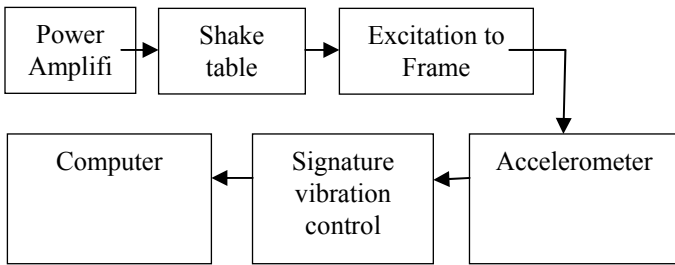 Power
Amplifi
Shake
table
Excitation to
Frame
Computer
Signature
vibration
control
Accelerometer